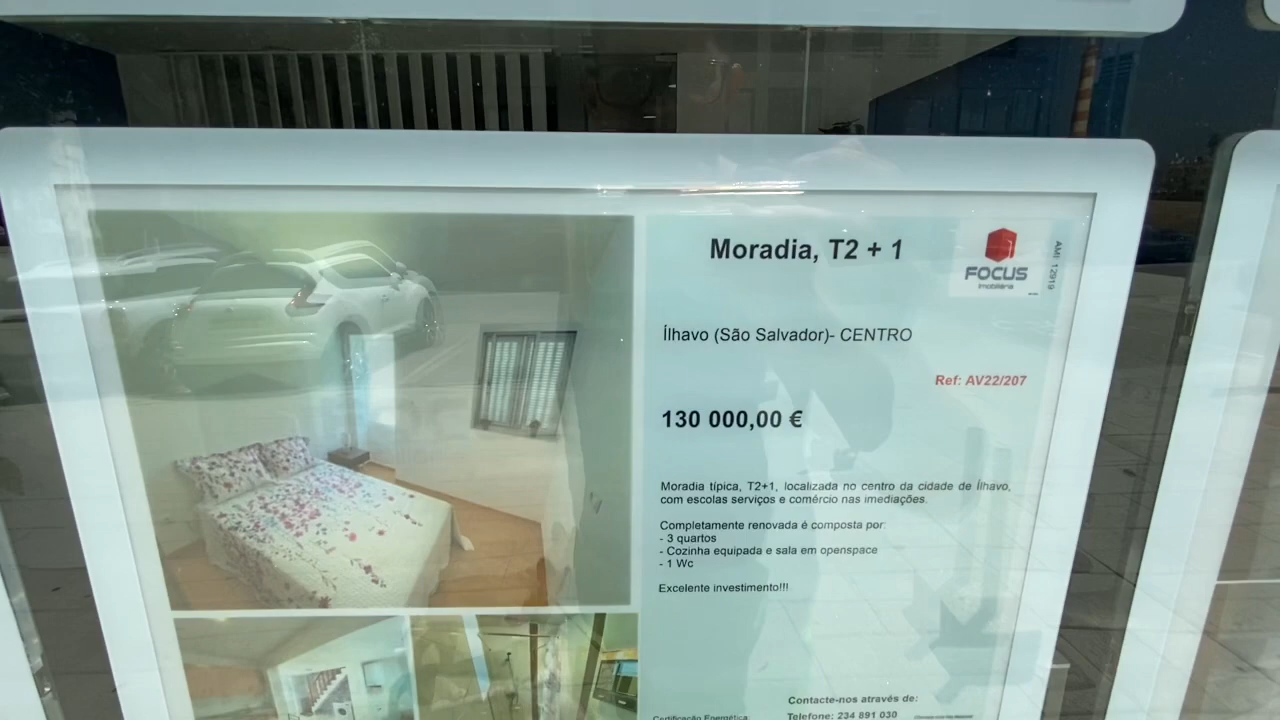 Moradia, T2 + 1
FOCUS
imobiliária
AMI: 12919
Ílhavo (São Salvador)- CENTRO
Ref: AV22/207
130 000,00 €
Moradia típica, T2+1, localizada no centro da cidade de Ílhavo,
com escolas serviços e comércio nas imediações.
Completamente renovada é composta por:
- 3 quartos
- Cozinha equipada e sala em openspace
- 1 Wc
Excelente investimento!!!
Contacte-nos através de:
Certificação Energética:
Telefone: 234 891 030